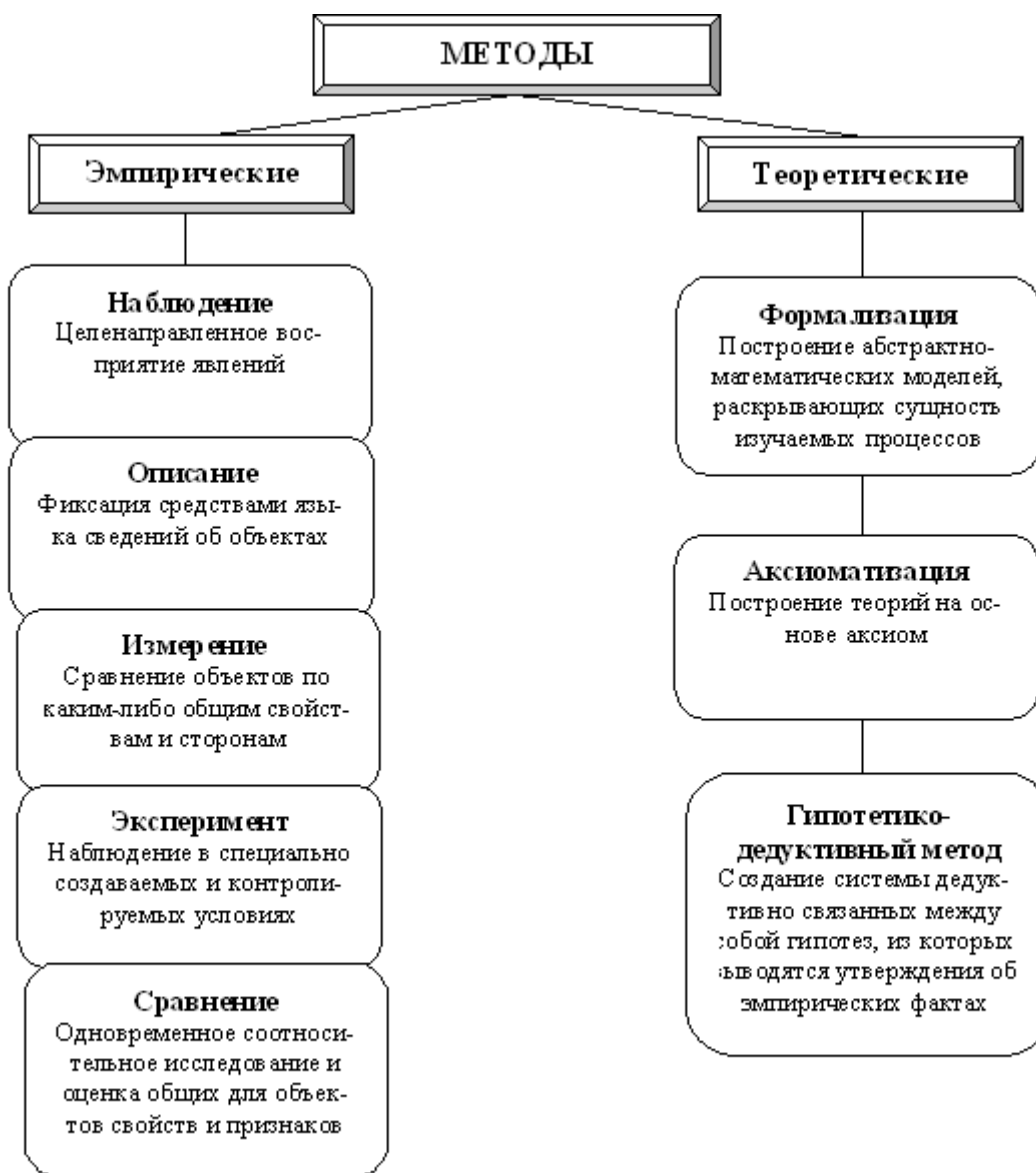 МЕТОДЫ
Эмпирические
Теоретические
Наблюдение
Целенаправленное вос-
приятие явлений
Описание
Фиксация средствами язы-
ка сведений об объектах
Измерение
Сравнение объектов по
каким-либо общим свойст-
вам и сторонам
Эксперимент
Наблюдение в специально
создаваемых и контроли-
руемых условиях
Сравнение
Одновременное соотноси-
тельное исследование и
оценка общих для объек-
тов свойств и признаков
Формализация
Построение абстрактно-
математических моделей,
раскрывающих сущность
изучаемых процессов
Аксиоматизация
Построение теорий на ос-
нове аксиом
Гипотетико-
дедуктивный метод
Создание системы дедук-
тивно связанных между
собой гипотез, из которых
выводятся утверждения об
эмпирических фактах